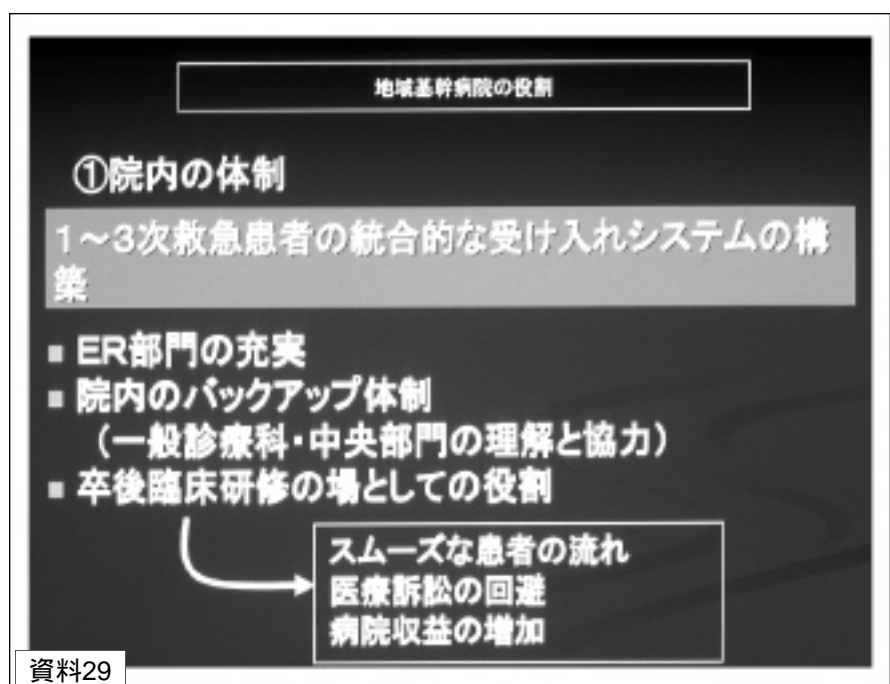 地域基幹病院の役割
①院内の体制
1～3次救急患者の統合的な受け入れシステムの構
築
■ ER部門の充実
■ 院内のバックアップ体制
（一般診療科・中央部門の理解と協力）
■ 卒後臨床研修の場としての役割
スムーズな患者の流れ
医療訴訟の回避
病院収益の増加
資料29